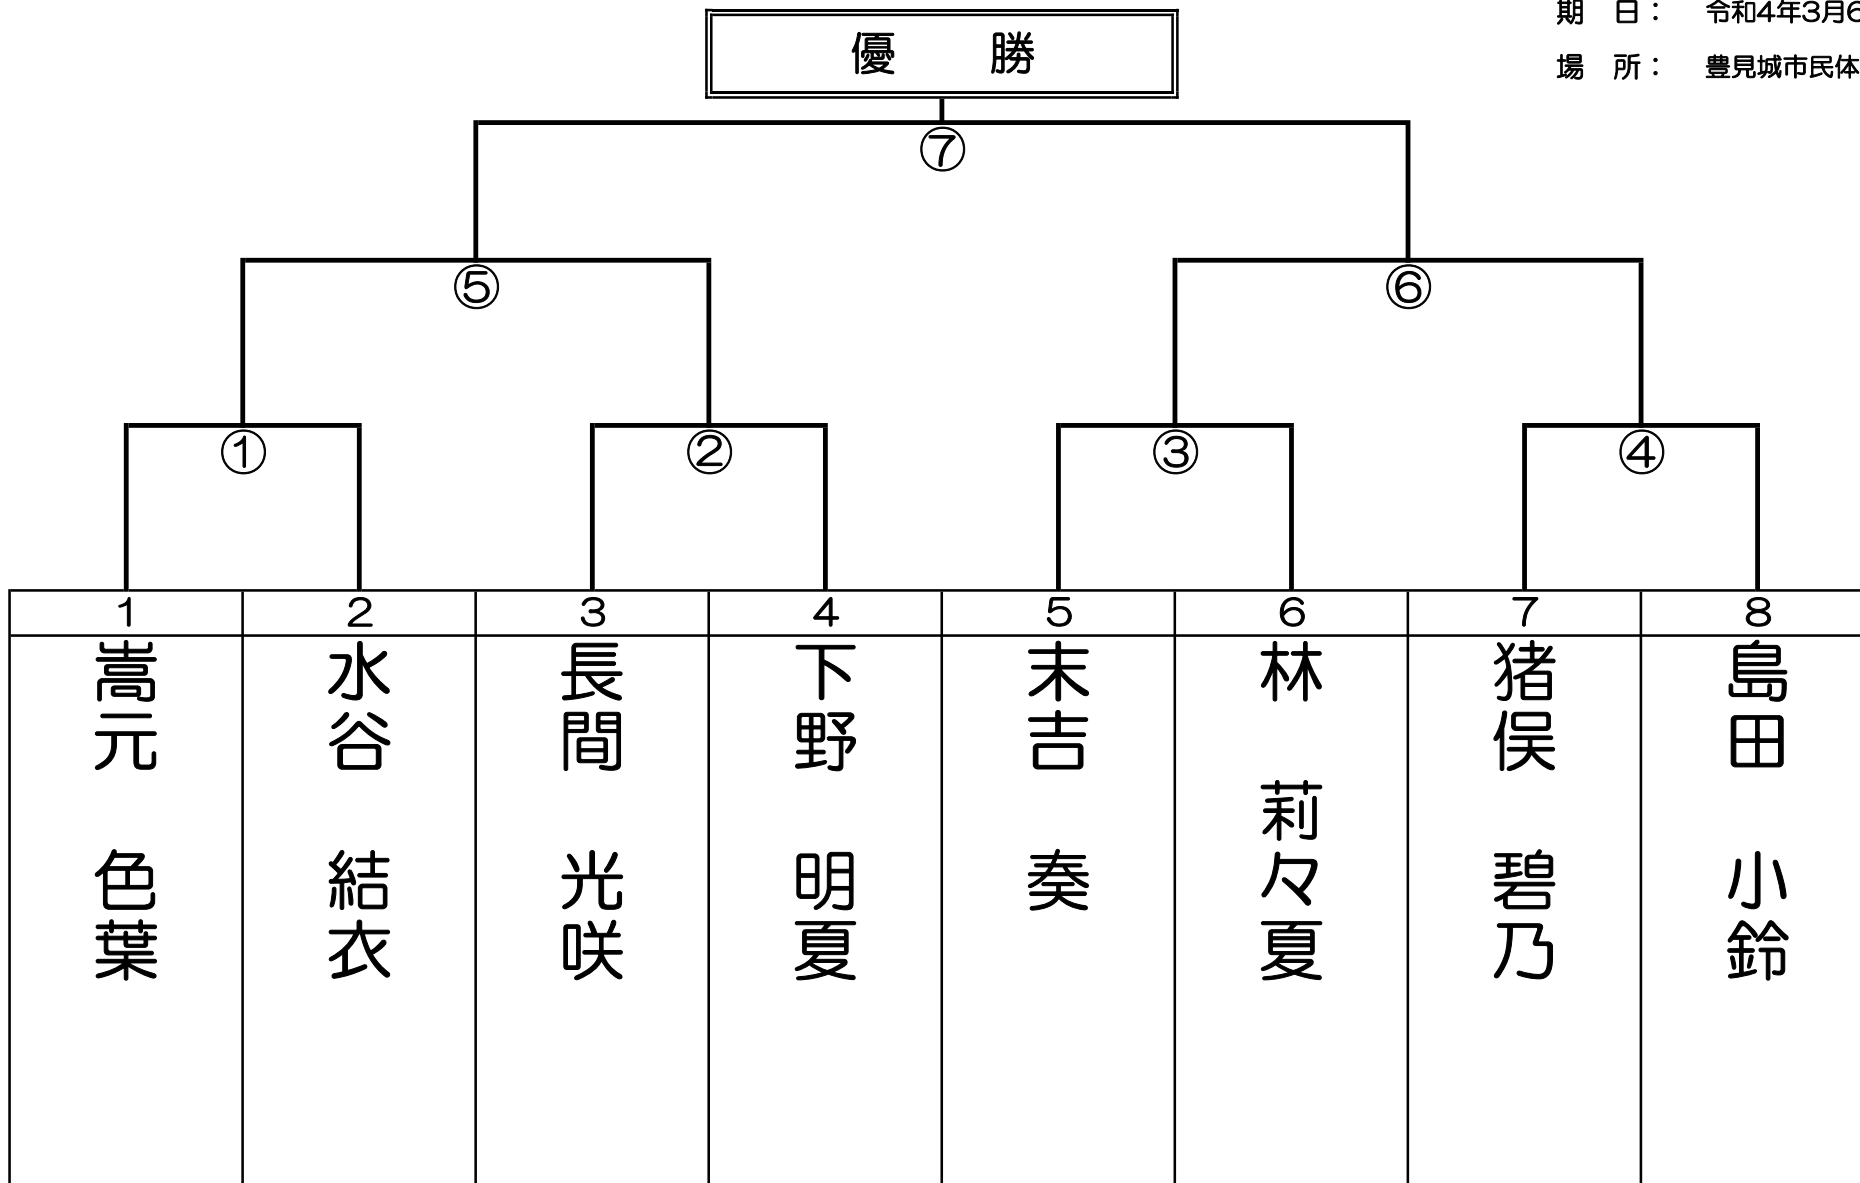 期　日：　令和4年3月6
場　所：　豊見城市民体
優　勝
⑦
⑤ ⑥
① ② ③ ④
1 2 3 4 5 6 7 8
嵩元　色葉
水谷　結衣
長間　光咲
下野　明夏
末吉　奏
林　莉々夏
猪俣　碧乃
島田　小鈴